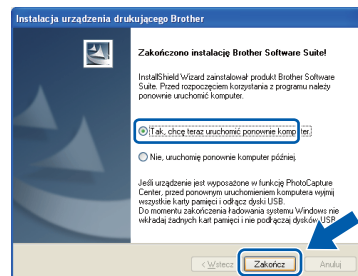 Instalacja urządzenia drukującego Brother
Zakończono instalację Brother Software Suite!
InstallShield Wizard zainstalował produkt Brother Software
Suite. Przed rozpoczęciem korzystania z programu należy
ponownie uruchomić komputer.
Tak, chcę teraz uruchomić ponownie komputer.
Nie, uruchomię ponownie komputer później.
Jeśli urządzenie jest wyposażone w funkcję PhotoCapture
Center, przed ponownym uruchomieniem komputera wyjmij
wszystkie karty pamięci i odłącz dyski USB.
Do momentu zakończenia ładowania systemu Windows nie
wkładaj żadnych kart pamięci i nie podłączaj dysków USB.
< Wstecz Zakończ Anuluj